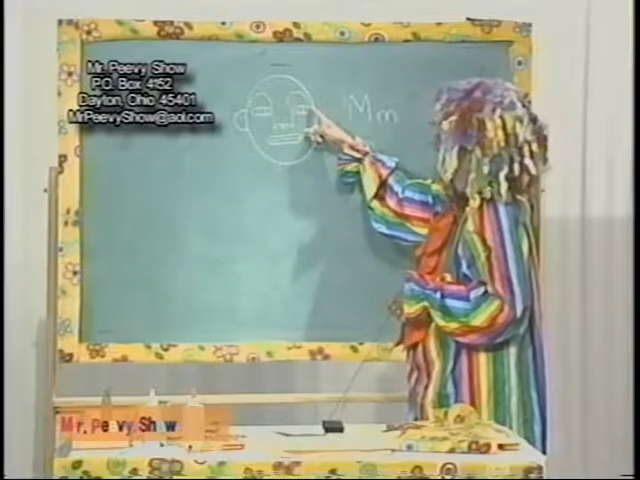 Mr. Peevy Show
P.O. Box 4152
Dayton, Ohio 45401
MrPeevyShow@aol.com
Mm
Mr. Peevy Show